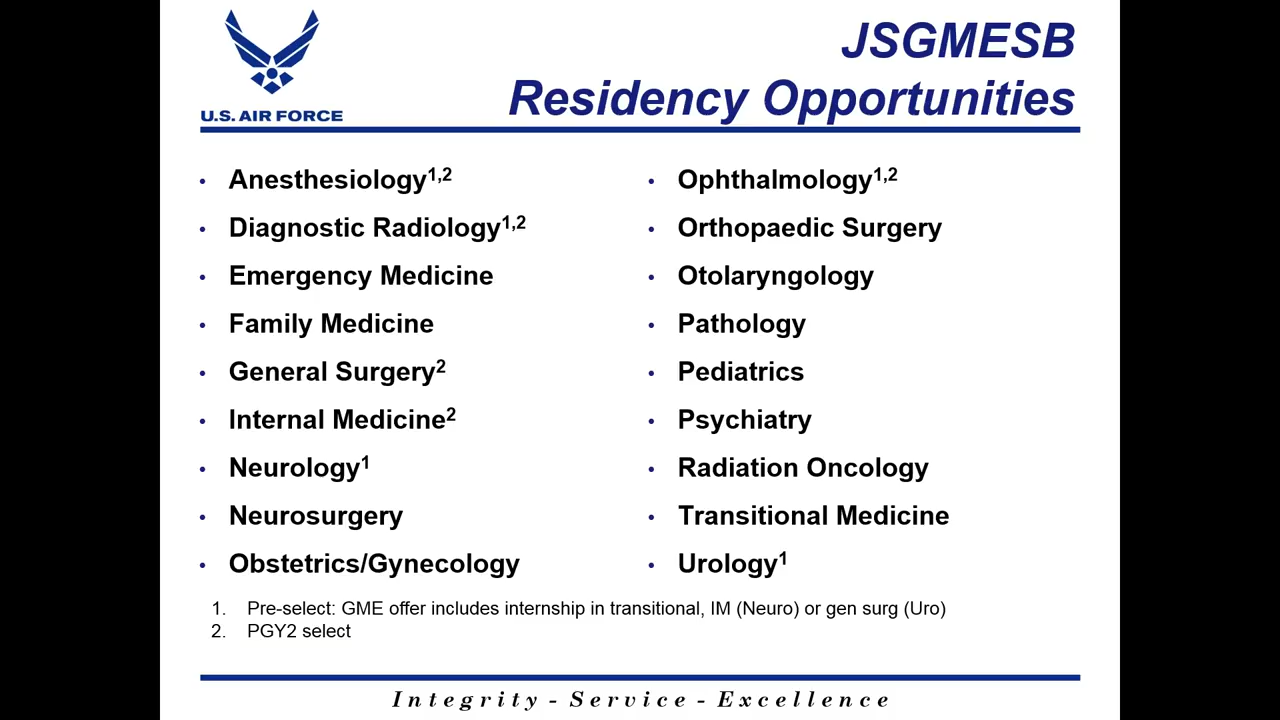 JSGMESB
Residency Opportunities
U.S. AIR FORCE
• Anesthesiology1,2
• Diagnostic Radiology1,2
• Emergency Medicine
• Family Medicine
• General Surgery2
• Internal Medicine2
• Neurology1
• Neurosurgery
• Obstetrics/Gynecology
• Ophthalmology1,2
• Orthopaedic Surgery
• Otolaryngology
• Pathology
• Pediatrics
• Psychiatry
• Radiation Oncology
• Transitional Medicine
• Urology1
1. Pre-select: GME offer includes internship in transitional, IM (Neuro) or gen surg (Uro)
2. PGY2 select
Integrity - Service - Excellence